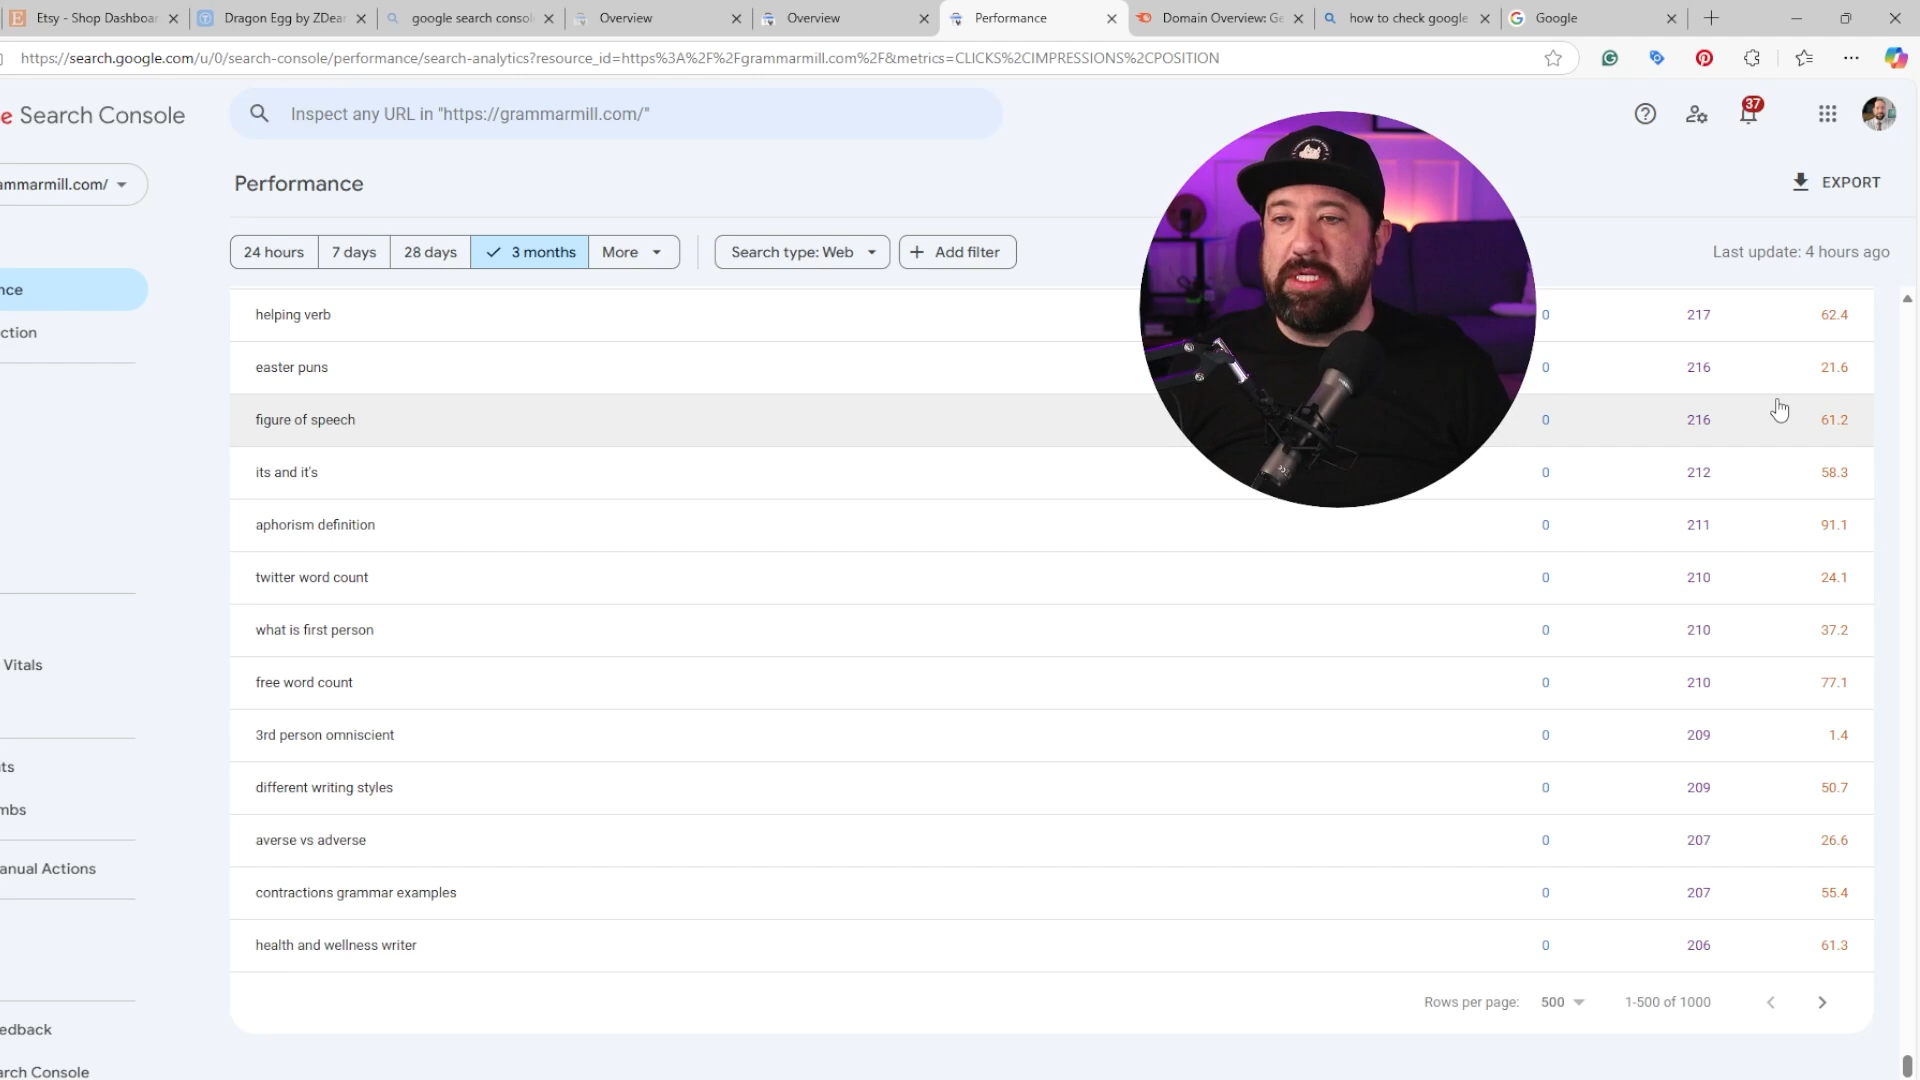 Etsy - Shop Dashboar
Dragon Egg by ZDear
google search conso
Overview
Overview
Performance
Domain Overview: Ge
how to check google
Google
https://search.google.com/u/0/search-console/performance/search-analytics?resource_id=https%3A%2F%2Fgrammarmill.com%2F&metrics=CLICKS%2CIMPRESSIONS%2CPOSITION
e Search Console
Inspect any URL in "https://grammarmill.com/"
37
ammarmill.com/
Performance
EXPORT
24 hours
7 days
28 days
3 months
More
Search type: Web
Add filter
Last update: 4 hours ago
nce
ction
Vitals
ts
mbs
anual Actions
edback
arch Console
helping verb 0 217 62.4
easter puns 0 216 21.6
figure of speech 0 216 61.2
its and it's 0 212 58.3
aphorism definition 0 211 91.1
twitter word count 0 210 24.1
what is first person 0 210 37.2
free word count 0 210 77.1
3rd person omniscient 0 209 1.4
different writing styles 0 209 50.7
averse vs adverse 0 207 26.6
contractions grammar examples 0 207 55.4
health and wellness writer 0 206 61.3
Rows per page: 500 1-500 of 1000